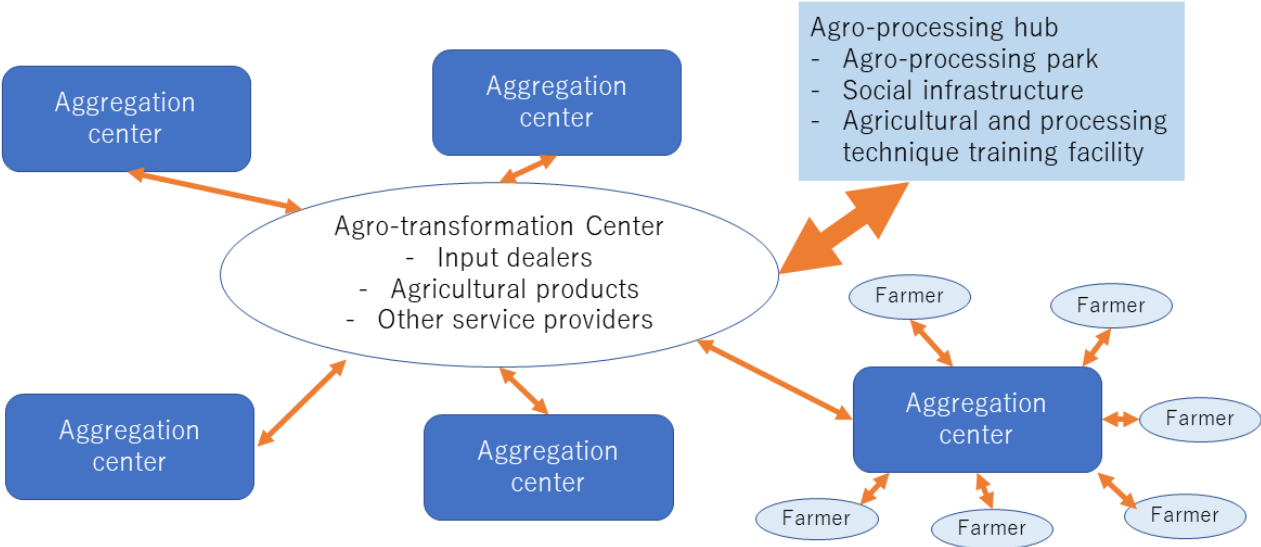 Agro-processing hub
- Agro-processing park
- Social infrastructure
- Agricultural and processing
technique training facility
Aggregation
center
Aggregation
center
Agro-transformation Center
- Input dealers
- Agricultural products
- Other service providers
Farmer
Farmer
Aggregation
center
Farmer
Aggregation
center
Aggregation
center
Farmer
Farmer
Farmer